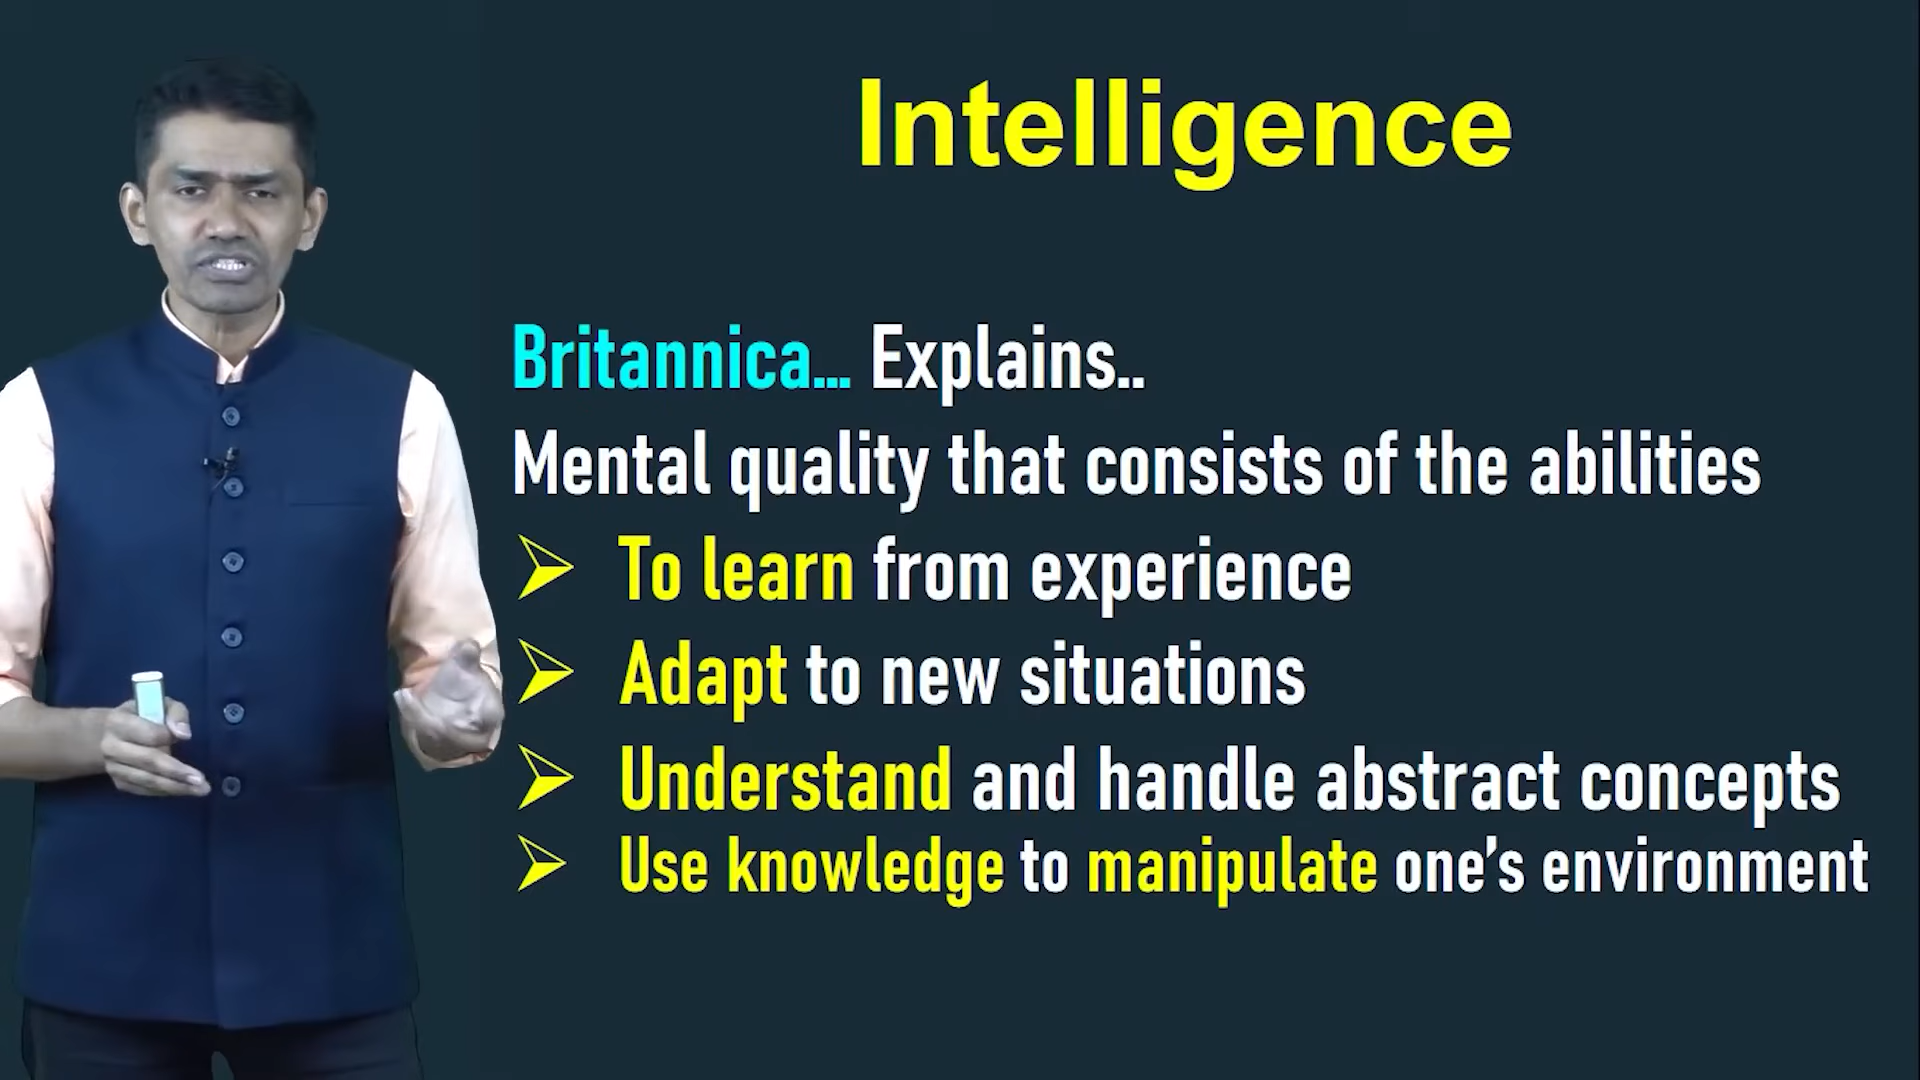 Intelligence
Britannica... Explains..
Mental quality that consists of the abilities
➢ To learn from experience
➢ Adapt to new situations
➢ Understand and handle abstract concepts
➢ Use knowledge to manipulate one’s environment